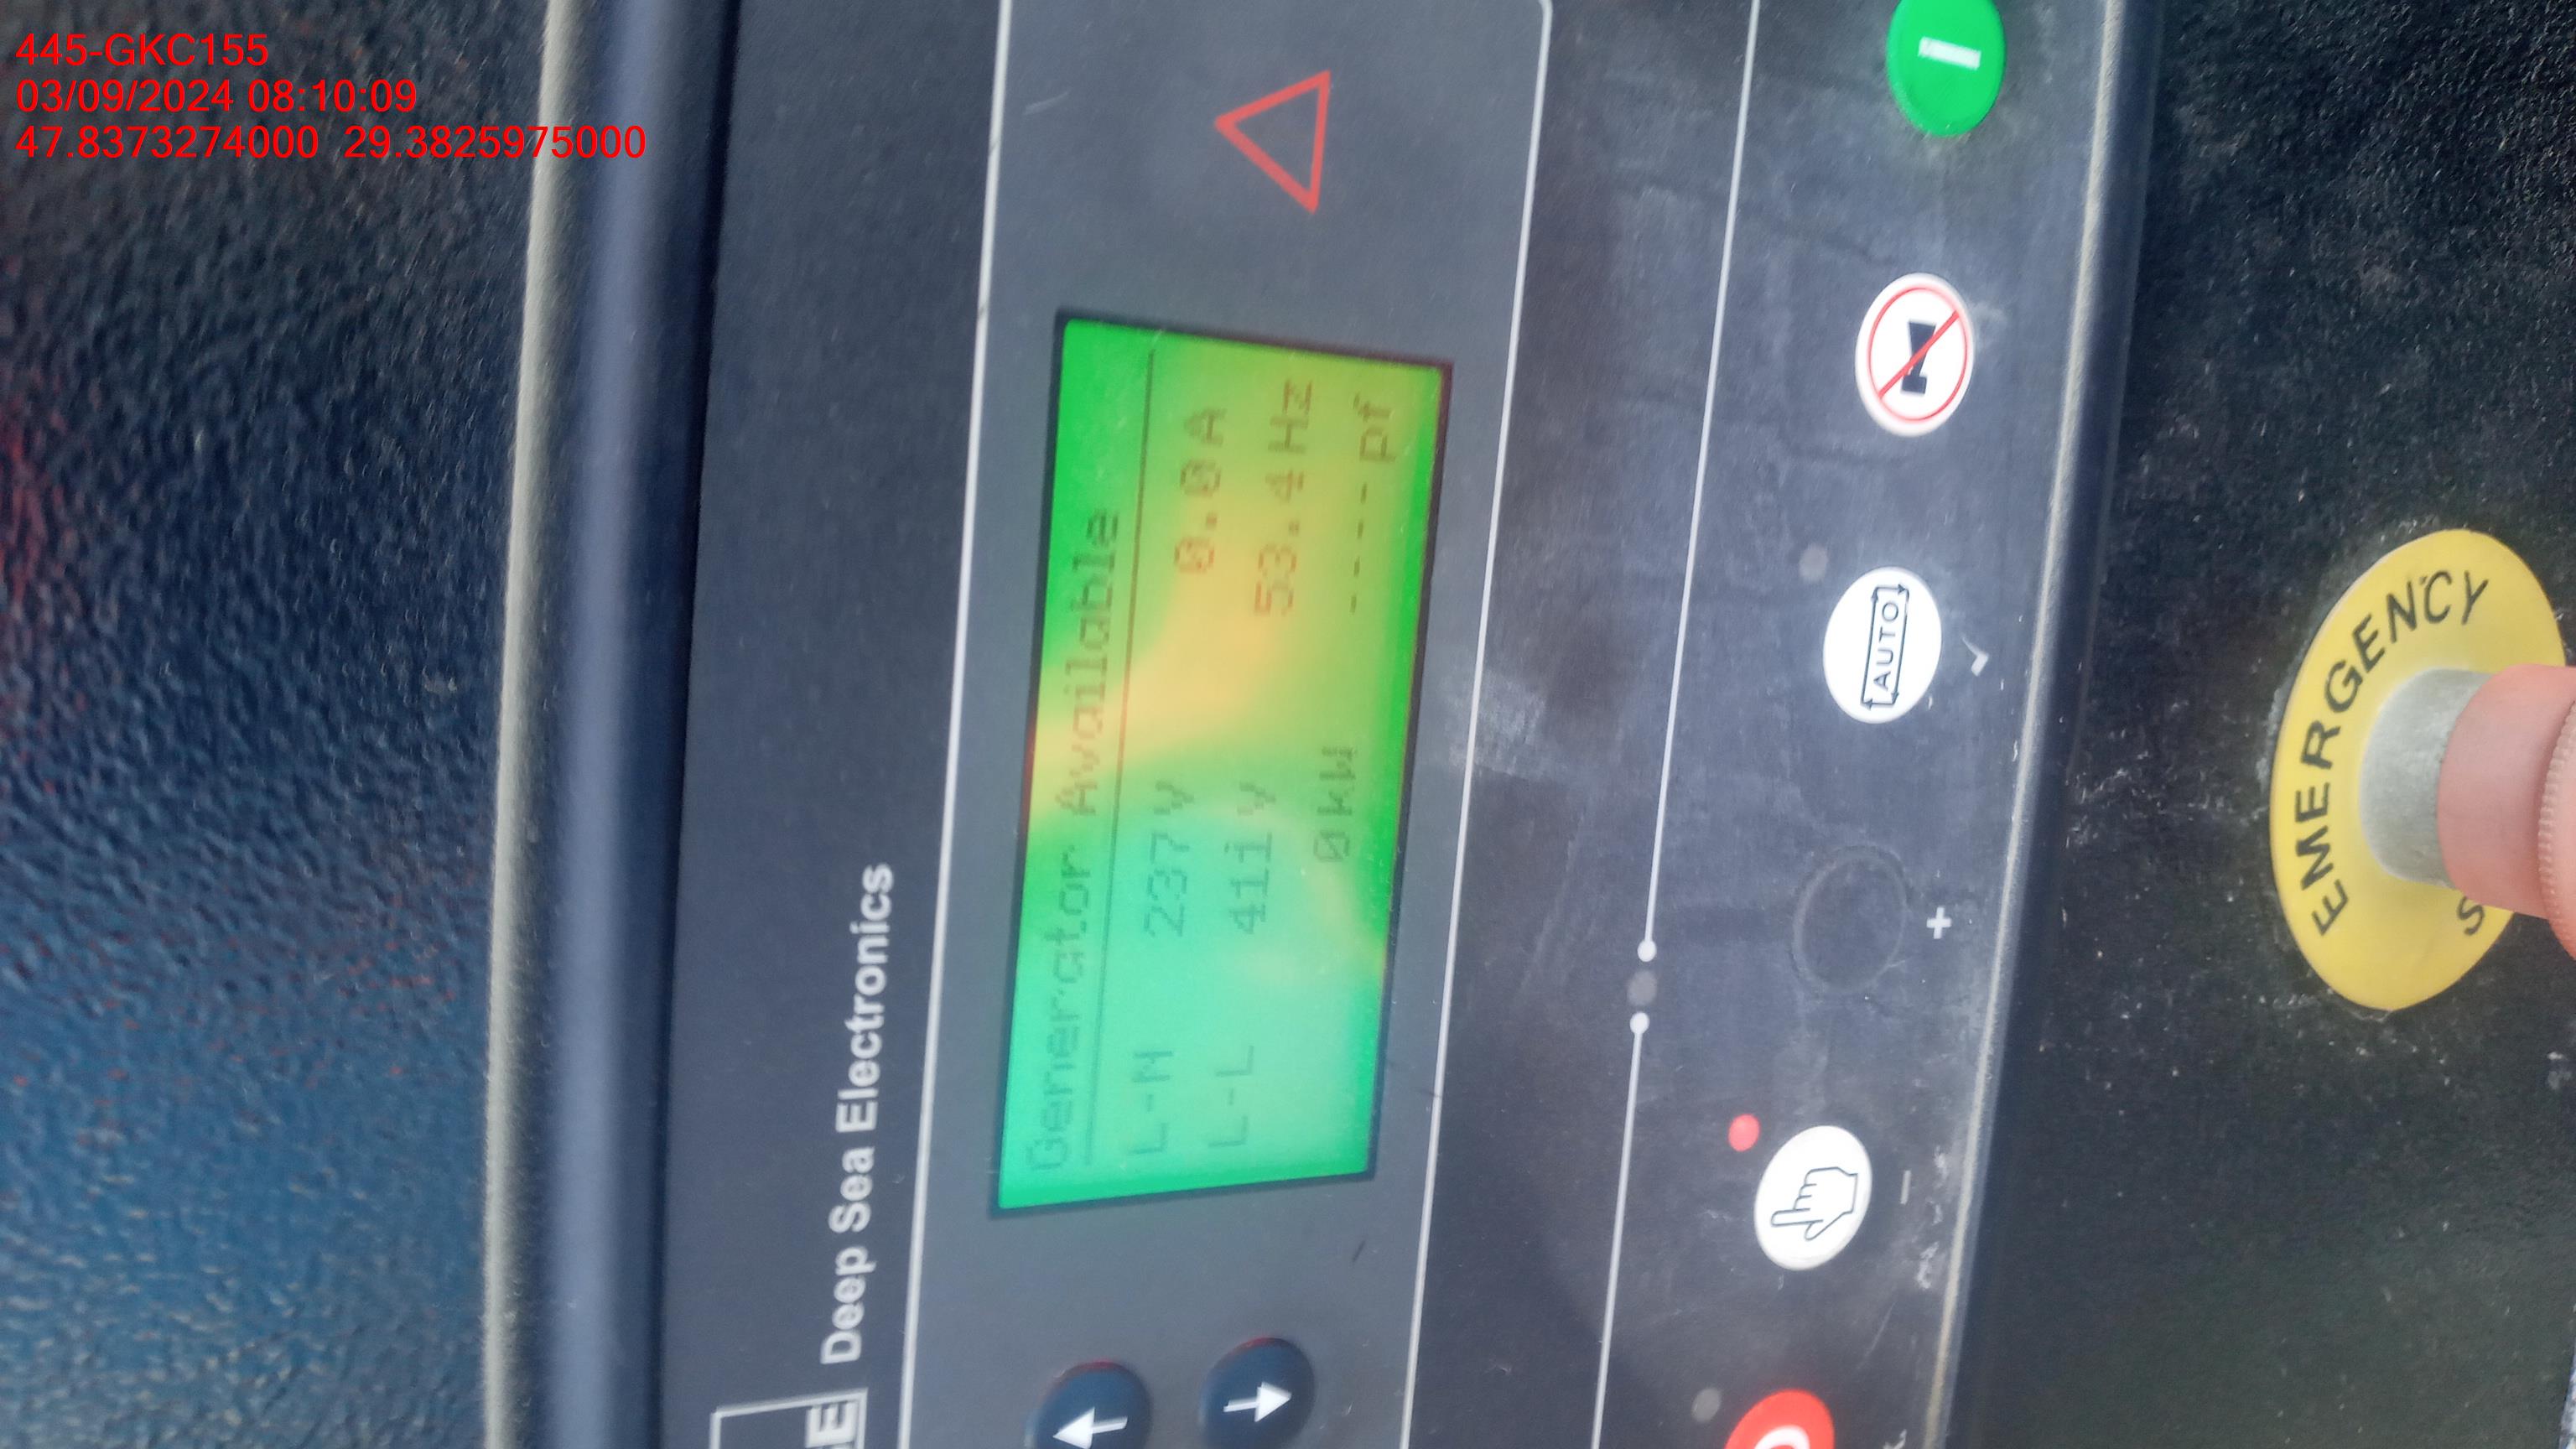 445-GKC155
03/09/2024 08:10:09
47.8373274000 29.3825975000
Deep Sea Electronics
Generator Available
L-N 237V 0.0A
L-L 411V 53.4Hz
0kW ----pf
AUTO
+
-
EMERGENCY